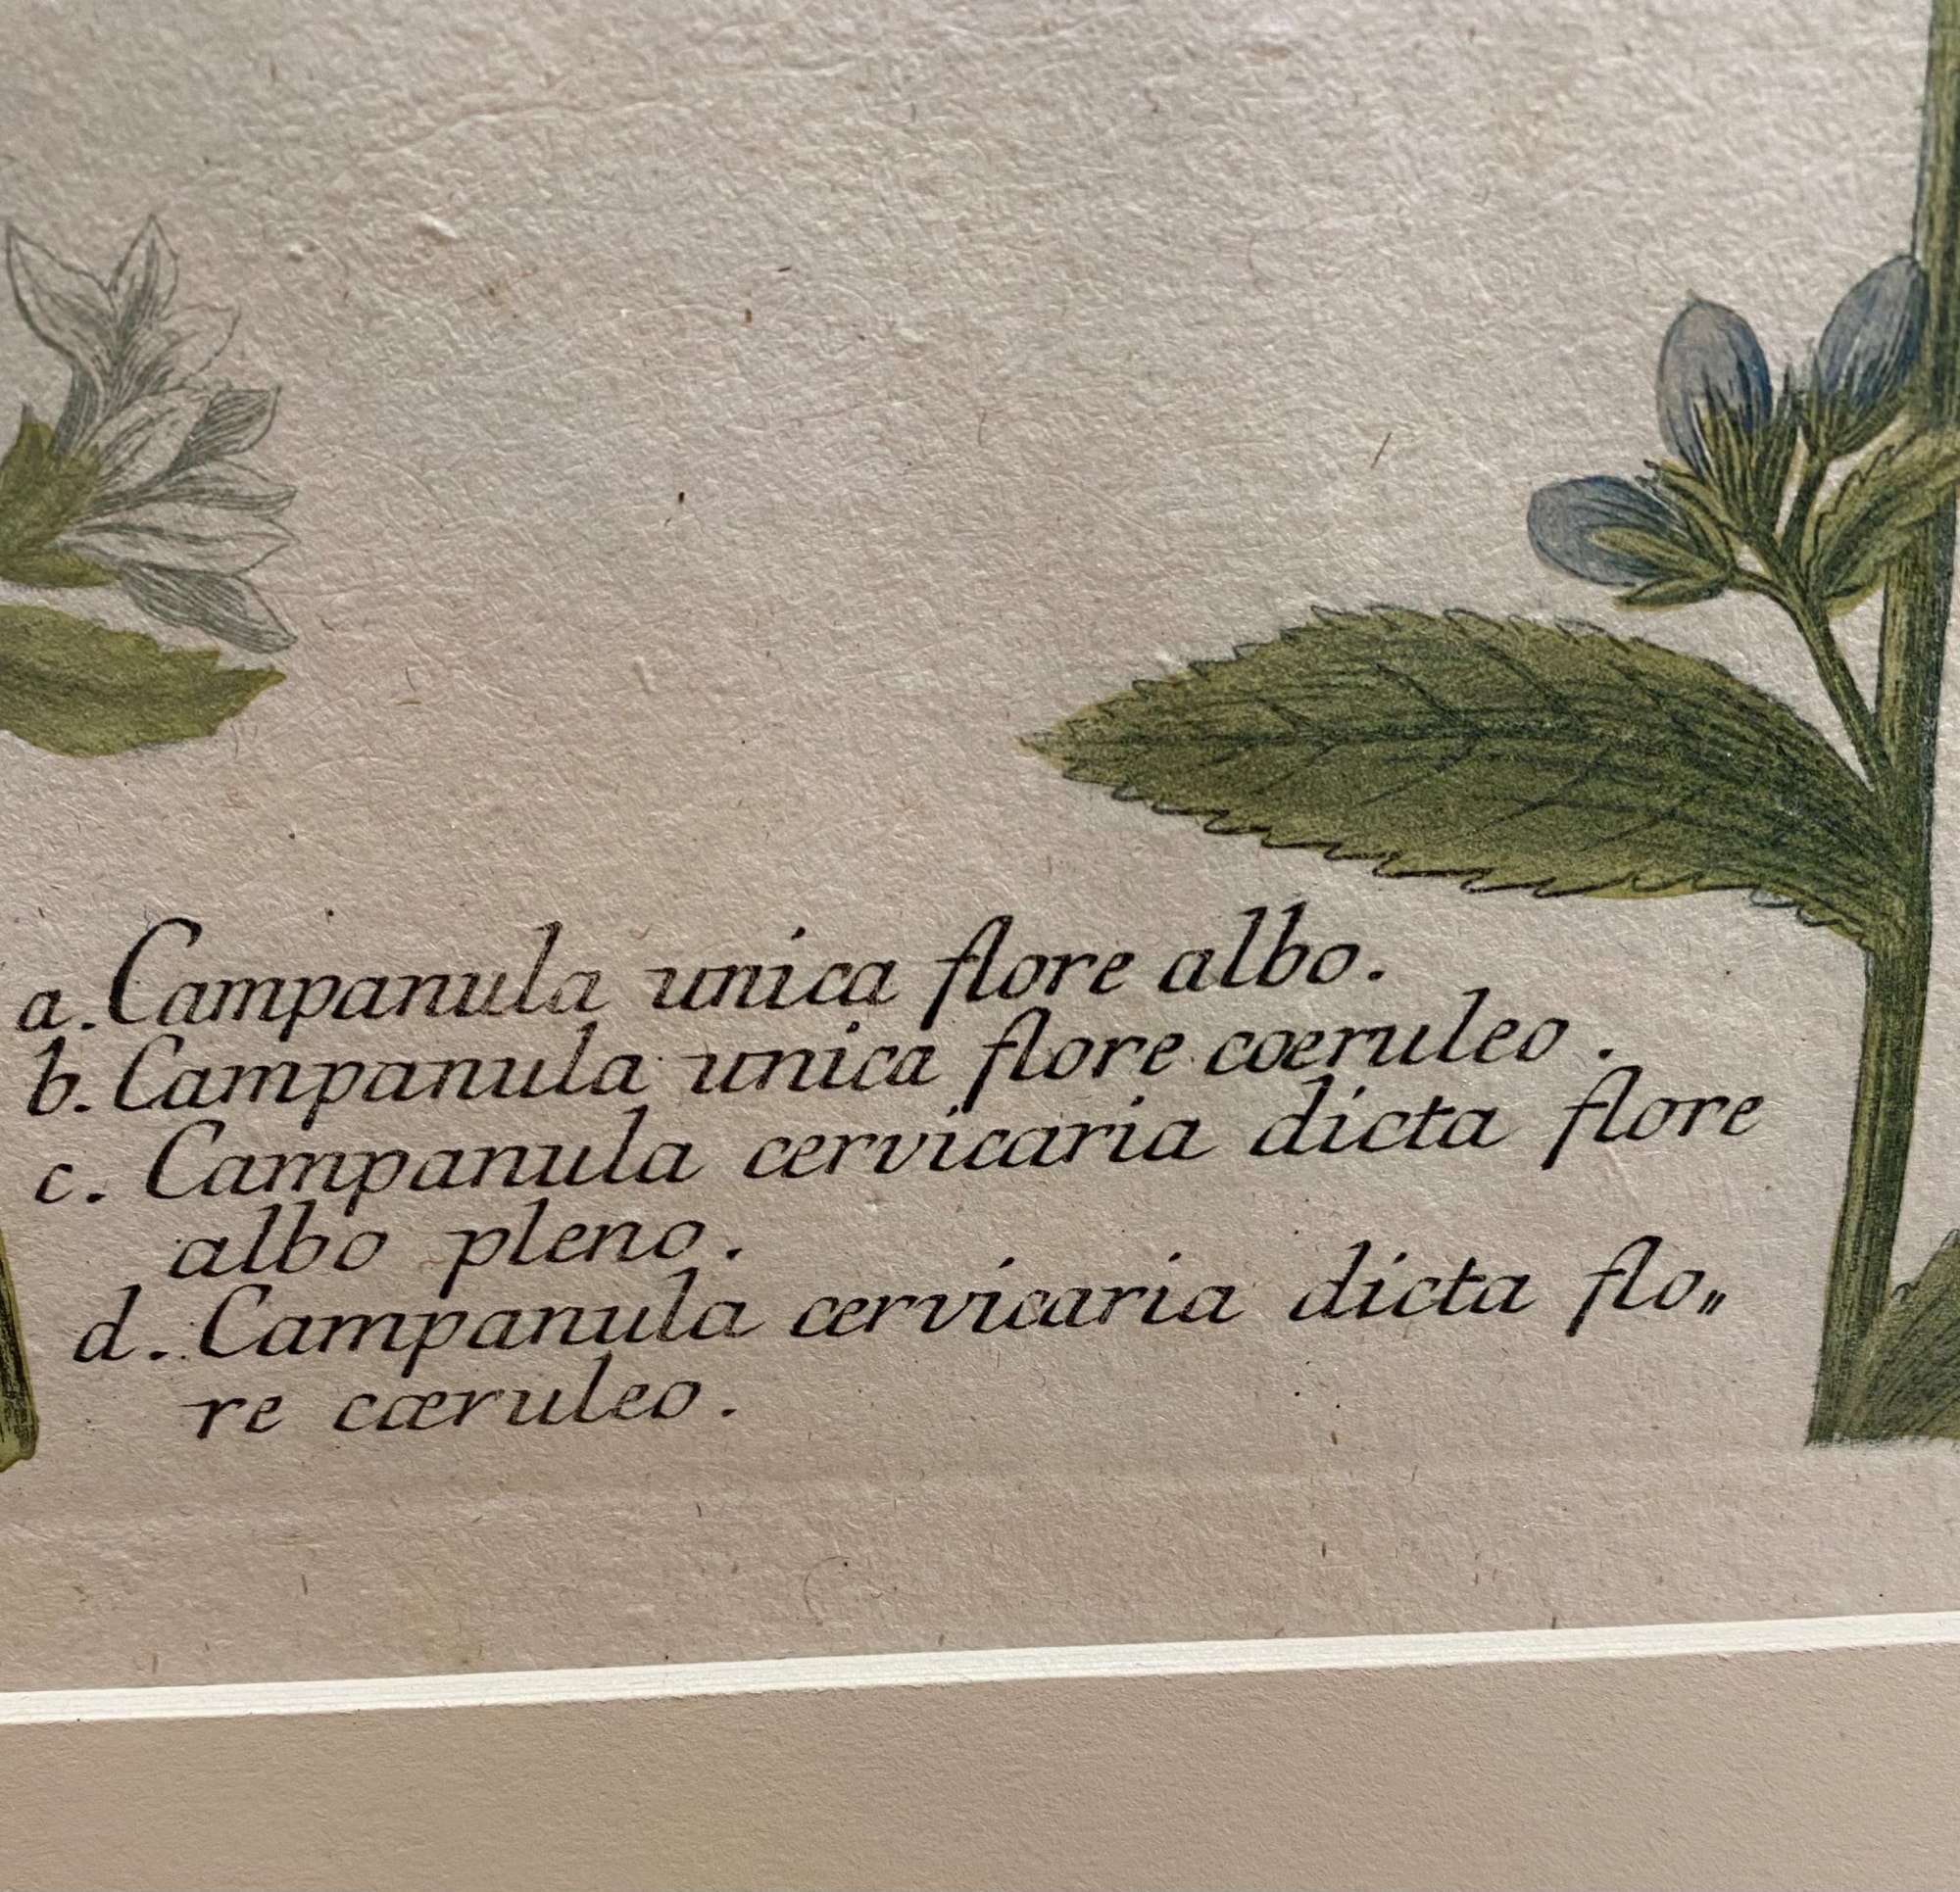 a. Campanula unica flore albo.
b. Campanula unica flore cœruleo.
c. Campanula cervicaria dicta flore
albo pleno.
d. Campanula cervicaria dicta flo„
re cæruleo.